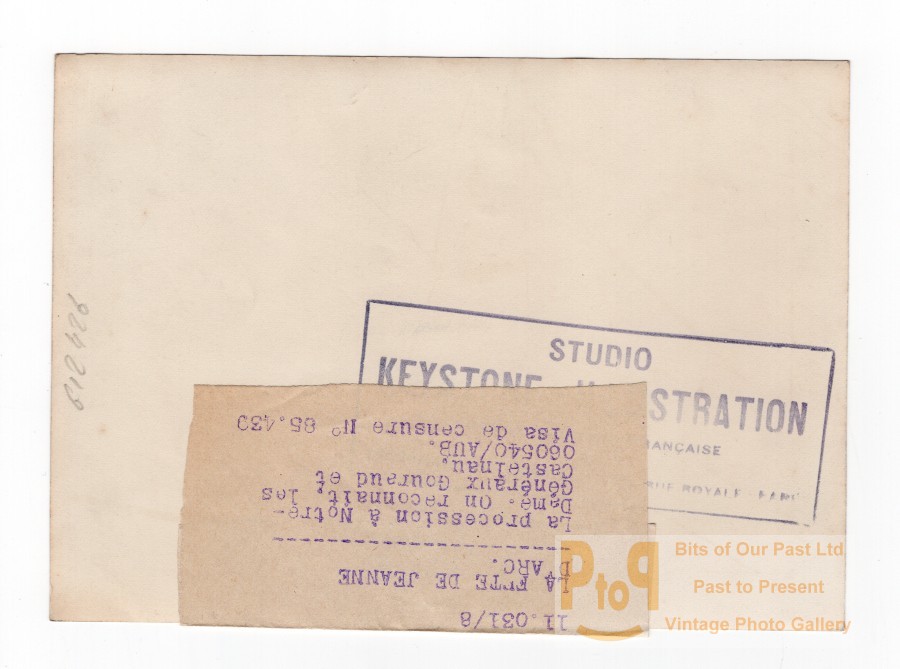 STUDIO
KEYSTONE STRATION
RUE ROYALE
612426
11.031/8
LA FETE DE JEANNE
D'ARC.
-----------------------
La procession à Notre-
Dame. On reconnait, les
Généraux Gouraud et
Castelnau.
060540/AUB.
Visa de censure N° 85.430
PtoP
Bits of Our Past Ltd
Past to Present
Vintage Photo Gallery